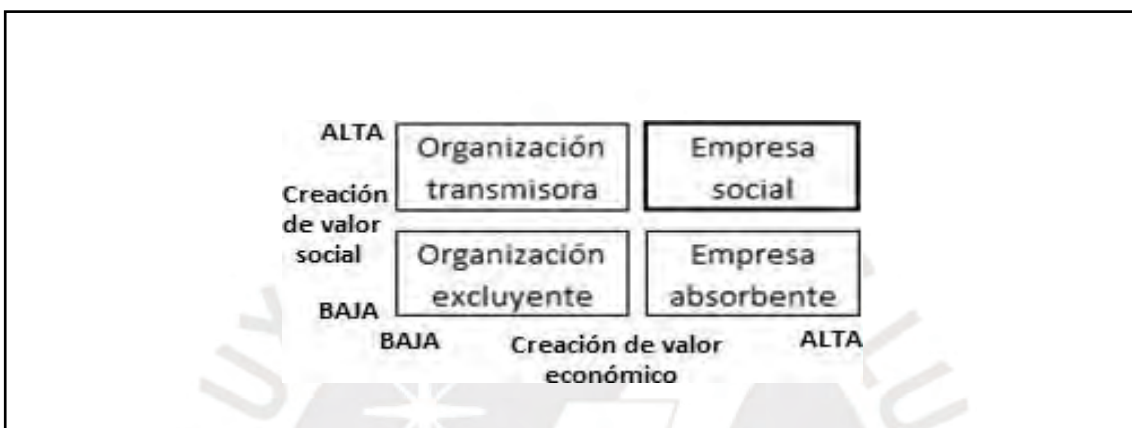 ALTA
Organización
transmisora
Empresa
social
Creación
de valor
social
Organización
excluyente
Empresa
absorbente
BAJA
BAJA
Creación de valor
económico
ALTA